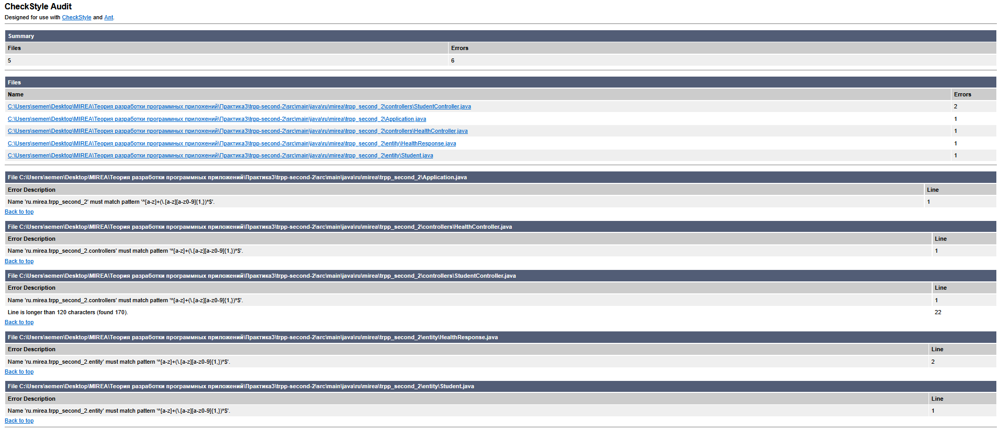 CheckStyle Audit
Designed for use with CheckStyle and Ant.
Summary
Files Errors
5 6
Files
Name Errors
C:\Users\semen\Desktop\MIREA\Теория разработки программных приложений\Практика3\trpp-second-2\src\main\java\ru\mirea\trpp_second_2\controllers\StudentController.java 2
C:\Users\semen\Desktop\MIREA\Теория разработки программных приложений\Практика3\trpp-second-2\src\main\java\ru\mirea\trpp_second_2\Application.java 1
C:\Users\semen\Desktop\MIREA\Теория разработки программных приложений\Практика3\trpp-second-2\src\main\java\ru\mirea\trpp_second_2\controllers\HealthController.java 1
C:\Users\semen\Desktop\MIREA\Теория разработки программных приложений\Практика3\trpp-second-2\src\main\java\ru\mirea\trpp_second_2\entity\HealthResponse.java 1
C:\Users\semen\Desktop\MIREA\Теория разработки программных приложений\Практика3\trpp-second-2\src\main\java\ru\mirea\trpp_second_2\entity\Student.java 1
File C:\Users\semen\Desktop\MIREA\Теория разработки программных приложений\Практика3\trpp-second-2\src\main\java\ru\mirea\trpp_second_2\Application.java
Error Description Line
Name 'ru.mirea.trpp_second_2' must match pattern '^[a-z]+(\.[a-z][a-z0-9]{1,})*$'. 1
Back to top
File C:\Users\semen\Desktop\MIREA\Теория разработки программных приложений\Практика3\trpp-second-2\src\main\java\ru\mirea\trpp_second_2\controllers\HealthController.java
Error Description Line
Name 'ru.mirea.trpp_second_2.controllers' must match pattern '^[a-z]+(\.[a-z][a-z0-9]{1,})*$'. 1
Back to top
File C:\Users\semen\Desktop\MIREA\Теория разработки программных приложений\Практика3\trpp-second-2\src\main\java\ru\mirea\trpp_second_2\controllers\StudentController.java
Error Description Line
Name 'ru.mirea.trpp_second_2.controllers' must match pattern '^[a-z]+(\.[a-z][a-z0-9]{1,})*$'. 1
Line is longer than 120 characters (found 170). 22
Back to top
File C:\Users\semen\Desktop\MIREA\Теория разработки программных приложений\Практика3\trpp-second-2\src\main\java\ru\mirea\trpp_second_2\entity\HealthResponse.java
Error Description Line
Name 'ru.mirea.trpp_second_2.entity' must match pattern '^[a-z]+(\.[a-z][a-z0-9]{1,})*$'. 2
Back to top
File C:\Users\semen\Desktop\MIREA\Теория разработки программных приложений\Практика3\trpp-second-2\src\main\java\ru\mirea\trpp_second_2\entity\Student.java
Error Description Line
Name 'ru.mirea.trpp_second_2.entity' must match pattern '^[a-z]+(\.[a-z][a-z0-9]{1,})*$'. 1
Back to top